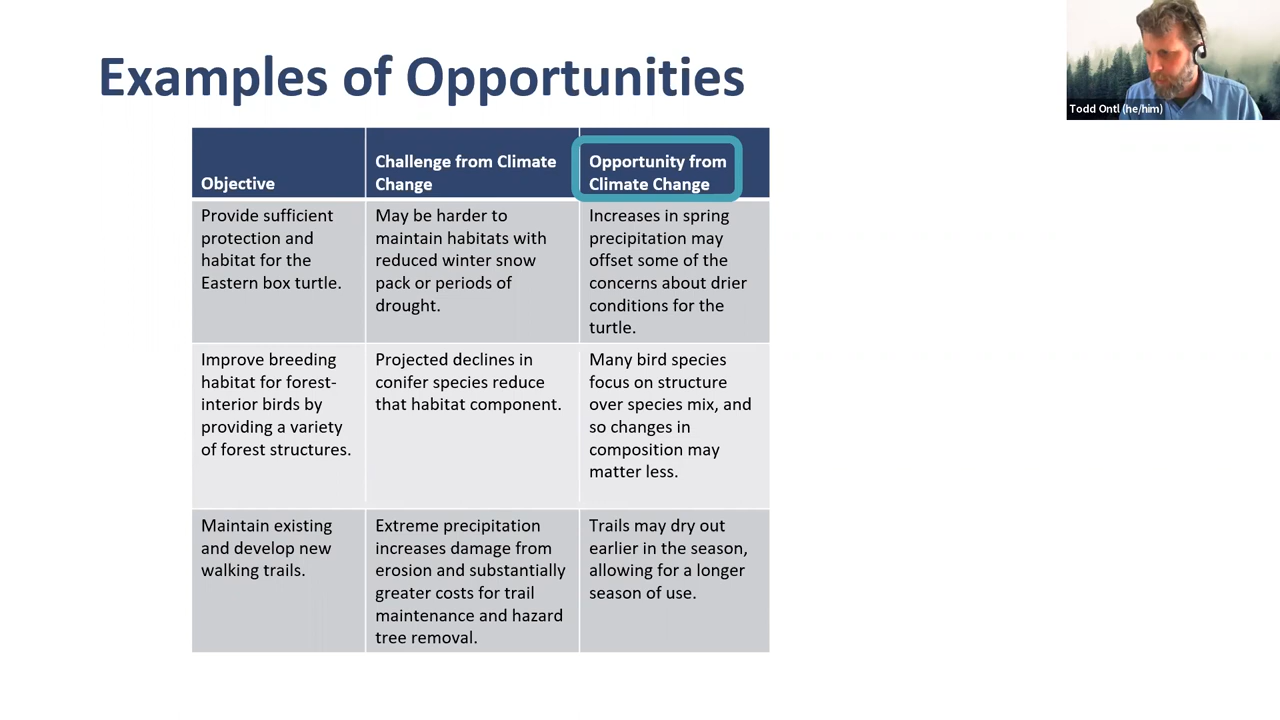 Examples of Opportunities
Todd Ontl (he/him)
Objective
Challenge from Climate
Change
Opportunity from
Climate Change
Provide sufficient
protection and
habitat for the
Eastern box turtle.
May be harder to
maintain habitats with
reduced winter snow
pack or periods of
drought.
Increases in spring
precipitation may
offset some of the
concerns about drier
conditions for the
turtle.
Improve breeding
habitat for forest-
interior birds by
providing a variety
of forest structures.
Projected declines in
conifer species reduce
that habitat component.
Many bird species
focus on structure
over species mix, and
so changes in
composition may
matter less.
Maintain existing
and develop new
walking trails.
Extreme precipitation
increases damage from
erosion and substantially
greater costs for trail
maintenance and hazard
tree removal.
Trails may dry out
earlier in the season,
allowing for a longer
season of use.